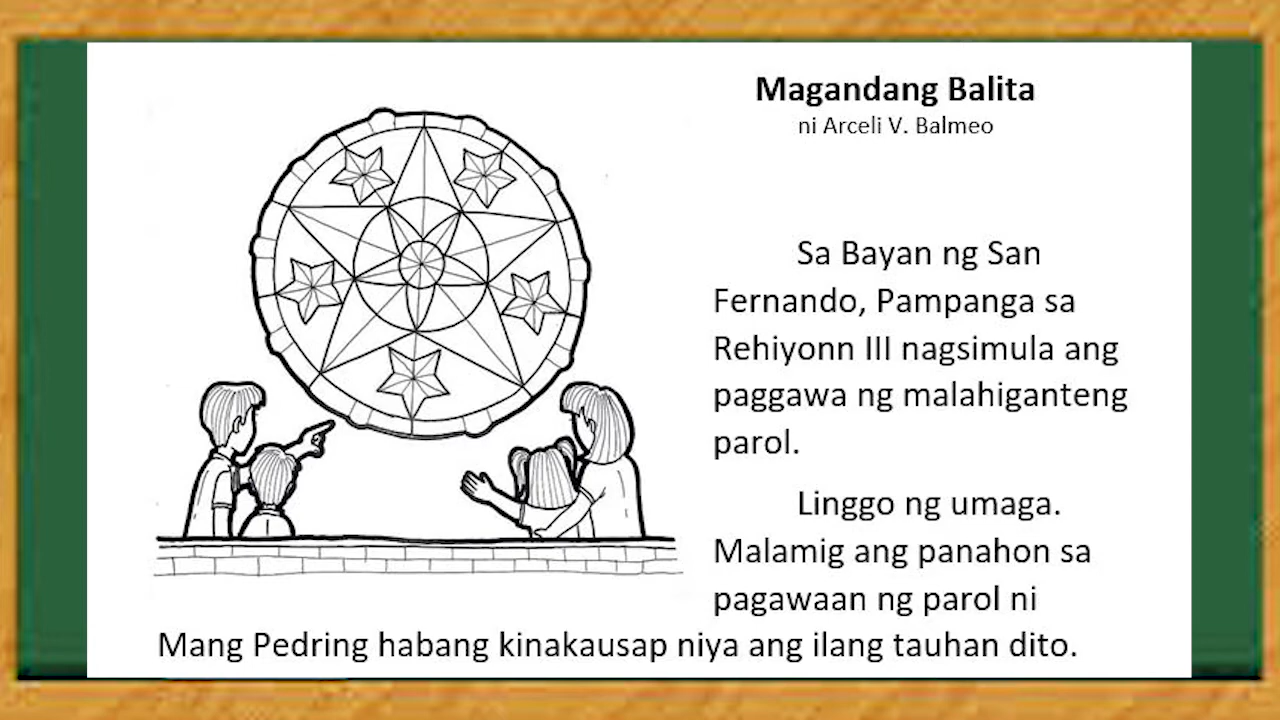 Magandang Balita
ni Arceli V. Balmeo
Sa Bayan ng San
Fernando, Pampanga sa
Rehiyonn III nagsimula ang
paggawa ng malahiganteng
parol.
Linggo ng umaga.
Malamig ang panahon sa
pagawaan ng parol ni
Mang Pedring habang kinakausap niya ang ilang tauhan dito.